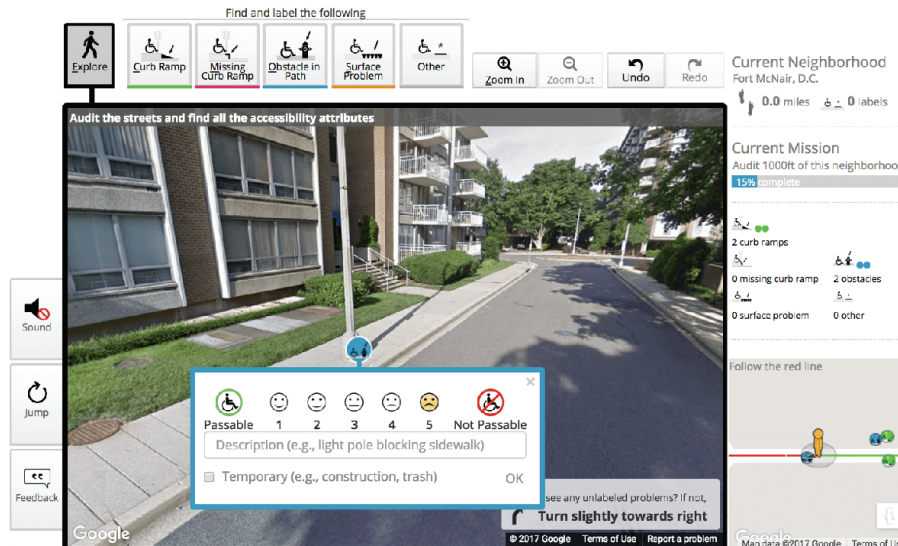 Find and label the following
Explore
Curb Ramp
Missing
Curb Ramp
Obstacle in
Path
Surface
Problem
Other
Zoom In
Zoom Out
Undo
Redo
Audit the streets and find all the accessibility attributes
Current Neighborhood
Fort McNair, D.C.
0.0 miles
0 labels
Current Mission
Audit 1000ft of this neighborhoo
15% complete
2 curb ramps
0 missing curb ramp
2 obstacles
0 surface problem
0 other
Follow the red line
Sound
Jump
Feedback
Passable
1
2
3
4
5
Not Passable
×
Description (e.g., light pole blocking sidewalk)
Temporary (e.g., construction, trash)
OK
see any unlabeled problems? If not,
Turn slightly towards right
Google
© 2017 Google
Terms of Use
Report a problem
Google
Map data ©2017 Google
Terms of Us